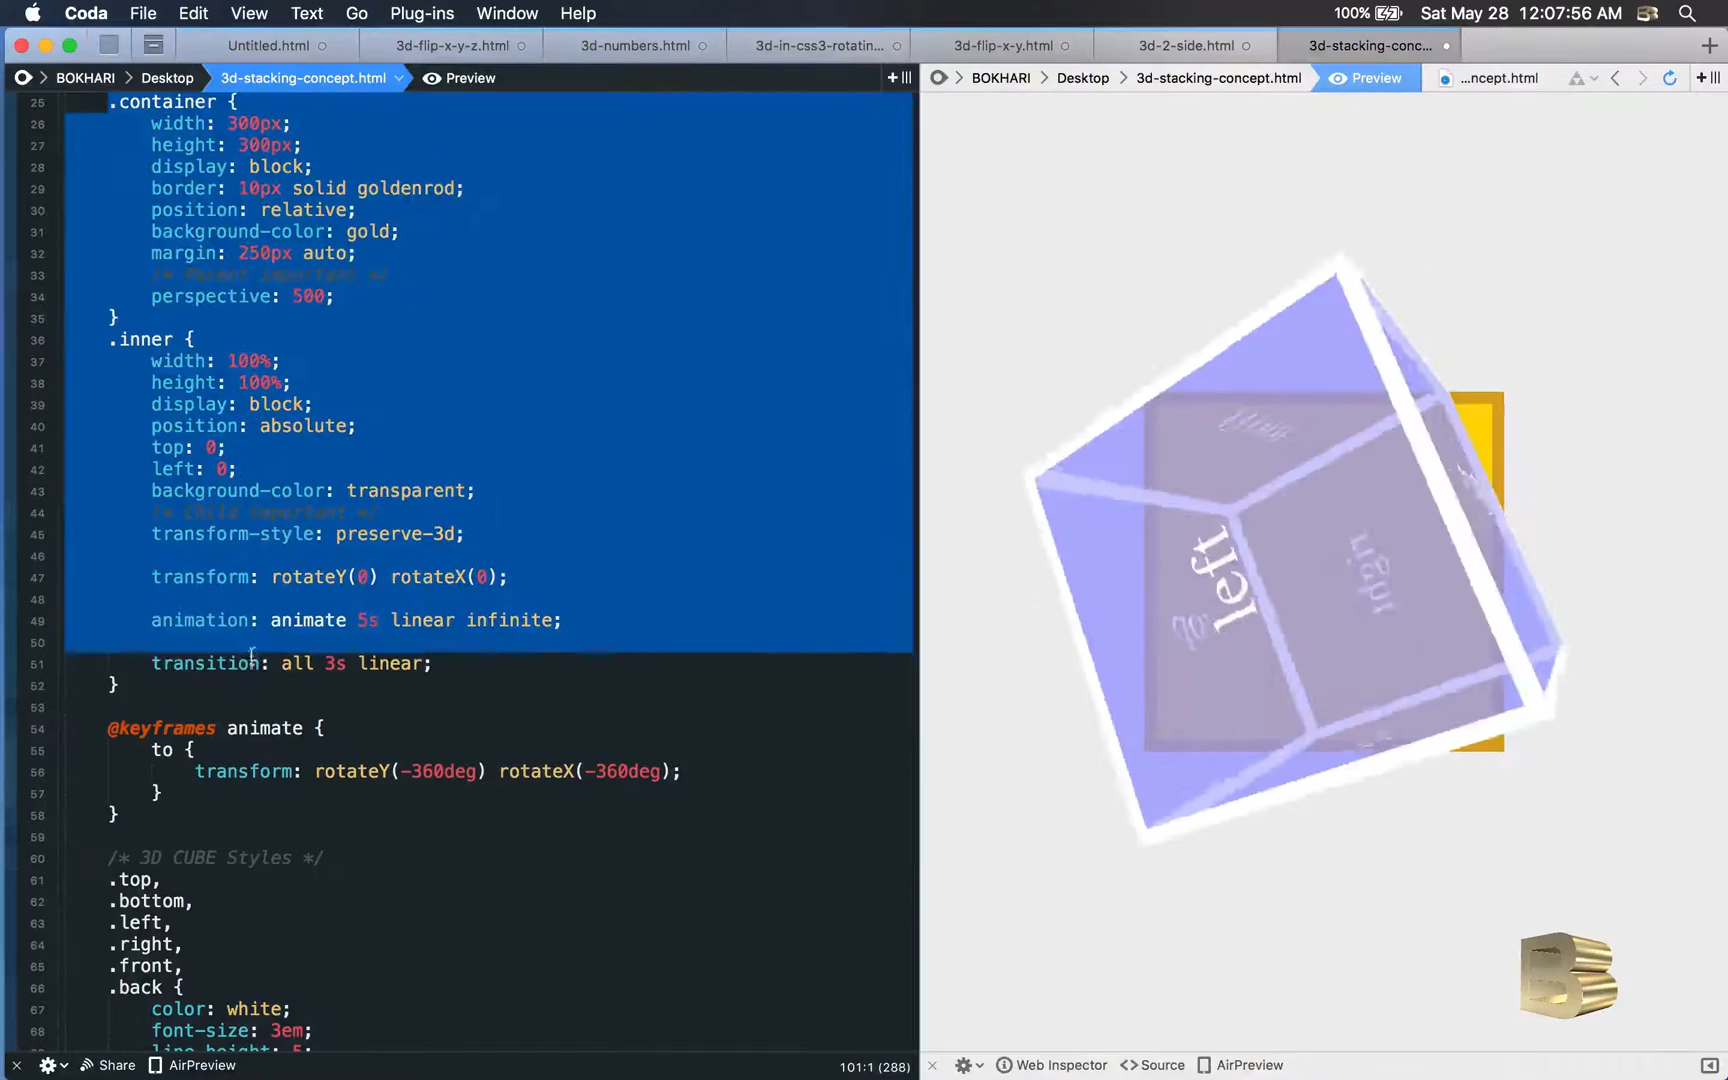 Coda File Edit View Text Go Plug-ins Window Help 100% Sat May 28 12:07:56 AM
Untitled.html 3d-flip-x-y-z.html 3d-numbers.html 3d-in-css3-rotatin... 3d-flip-x-y.html 3d-2-side.html 3d-stacking-conc...
BOKHARI Desktop 3d-stacking-concept.html Preview BOKHARI Desktop 3d-stacking-concept.html Preview ...ncept.html
25 .container {
26 width: 300px;
27 height: 300px;
28 display: block;
29 border: 10px solid goldenrod;
30 position: relative;
31 background-color: gold;
32 margin: 250px auto;
33 /* Parent important */
34 perspective: 500;
35 }
36 .inner {
37 width: 100%;
38 height: 100%;
39 display: block;
40 position: absolute;
41 top: 0;
42 left: 0;
43 background-color: transparent;
44 /* Child important */
45 transform-style: preserve-3d;
46
47 transform: rotateY(0) rotateX(0);
48
49 animation: animate 5s linear infinite;
50
51 transition: all 3s linear;
52 }
53
54 @keyframes animate {
55 to {
56 transform: rotateY(-360deg) rotateX(-360deg);
57 }
58 }
59
60 /* 3D CUBE Styles */
61 .top,
62 .bottom,
63 .left,
64 .right,
65 .front,
66 .back {
67 color: white;
68 font-size: 3em;
line-height: 5;
left
right
B
Share AirPreview 101:1 (288) Web Inspector Source AirPreview